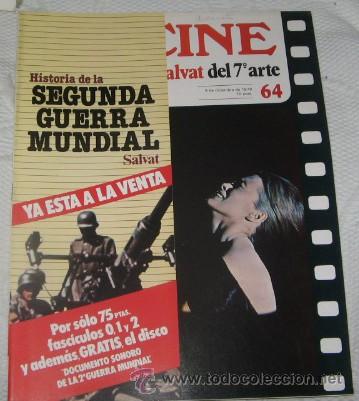 CINE
Salvat del 7º arte
64
Historia de la
SEGUNDA
GUERRA
MUNDIAL
Salvat
YA ESTA A LA VENTA
Por sólo 75 PTAS.
fascículos 0, 1 y 2
y además, GRATIS, el disco
"DOCUMENTO SONORO
DE LA 2ª GUERRA MUNDIAL"
www.todocoleccion.net